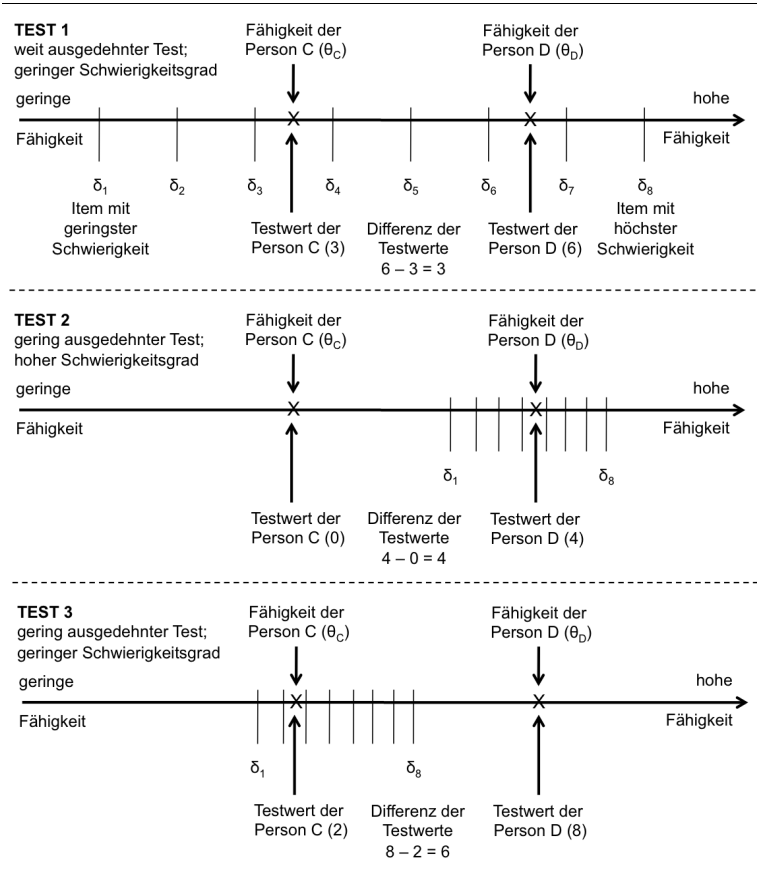 TEST 1
weit ausgedehnter Test;
geringer Schwierigkeitsgrad
Fähigkeit der
Person C (θC)
Fähigkeit der
Person D (θD)
geringe
hohe
X
X
Fähigkeit
Fähigkeit
δ1
δ2
δ3
δ4
δ5
δ6
δ7
δ8
Item mit
geringster
Schwierigkeit
Testwert der
Person C (3)
Differenz der
Testwerte
6 – 3 = 3
Testwert der
Person D (6)
Item mit
höchster
Schwierigkeit
TEST 2
gering ausgedehnter Test;
hoher Schwierigkeitsgrad
Fähigkeit der
Person C (θC)
Fähigkeit der
Person D (θD)
geringe
hohe
X
X
Fähigkeit
Fähigkeit
δ1
δ8
Testwert der
Person C (0)
Differenz der
Testwerte
4 – 0 = 4
Testwert der
Person D (4)
TEST 3
gering ausgedehnter Test;
geringer Schwierigkeitsgrad
Fähigkeit der
Person C (θC)
Fähigkeit der
Person D (θD)
geringe
hohe
X
X
Fähigkeit
Fähigkeit
δ1
δ8
Testwert der
Person C (2)
Differenz der
Testwerte
8 – 2 = 6
Testwert der
Person D (8)